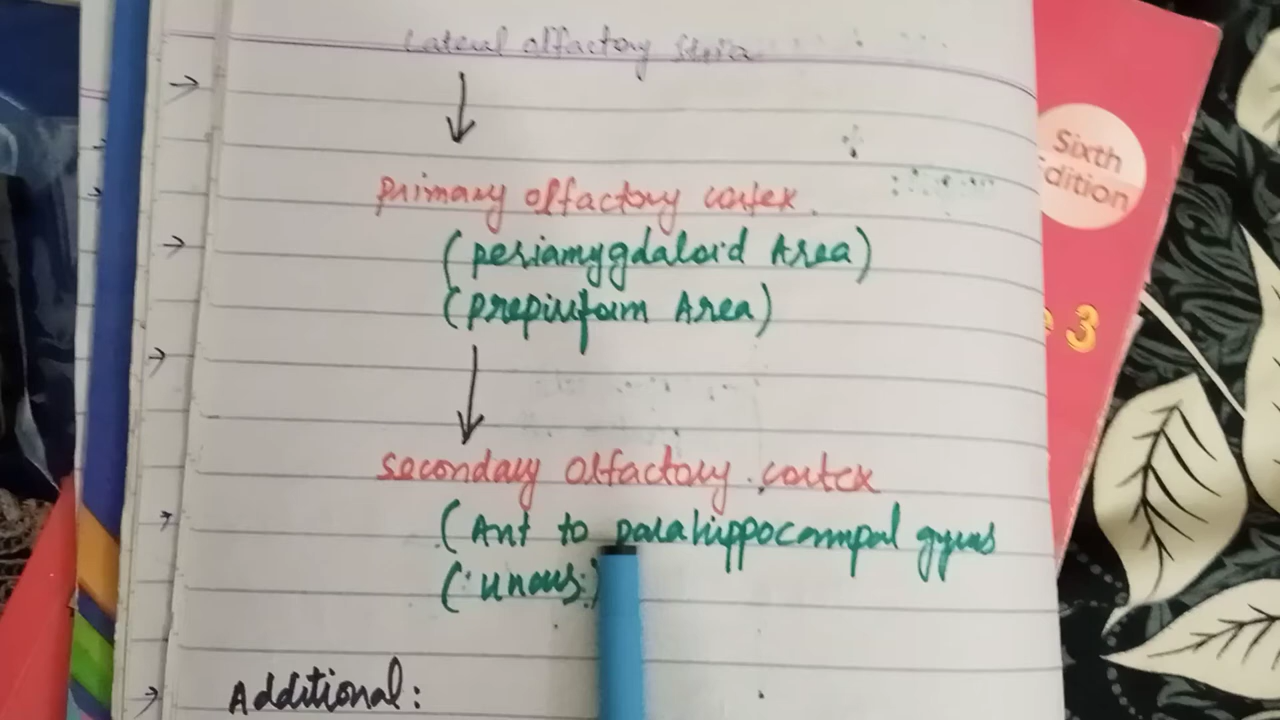 Lateral olfactory stria
primary olfactory cortex.
(periamygdaloid Area)
(prepiriform Area)
secondary olfactory cortex
(Ant to parahippocampal gyrus
(uncus)
Additional:
Sixth
Edition
3